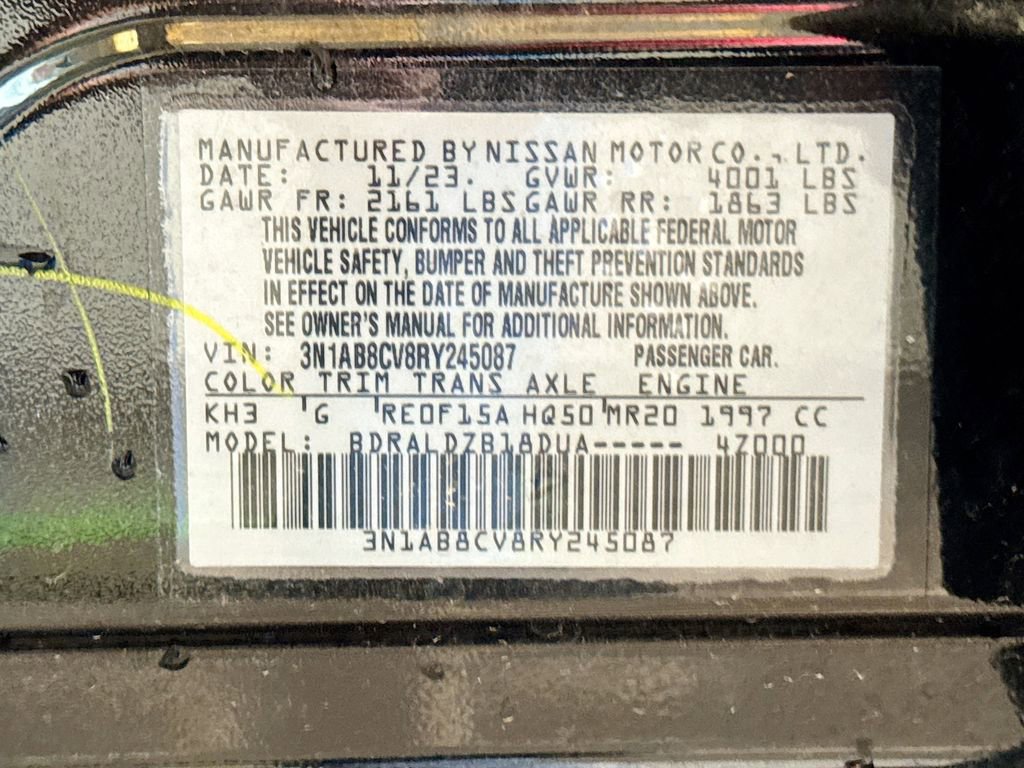 MANUFACTURED BY NISSAN MOTOR CO., LTD.
DATE: 11/23. GVWR: 4001 LBS
GAWR FR: 2161 LBS GAWR RR: 1863 LBS
THIS VEHICLE CONFORMS TO ALL APPLICABLE FEDERAL MOTOR
VEHICLE SAFETY, BUMPER AND THEFT PREVENTION STANDARDS
IN EFFECT ON THE DATE OF MANUFACTURE SHOWN ABOVE.
SEE OWNER'S MANUAL FOR ADDITIONAL INFORMATION.
VIN: 3N1AB8CV8RY245087 PASSENGER CAR.
COLOR TRIM TRANS AXLE ENGINE
KH3 'G 'RE0F15A HQ50'MR20 1997 CC
MODEL: BDRALDZB18DUA----- 4Z000
3N1AB8CV8RY245087